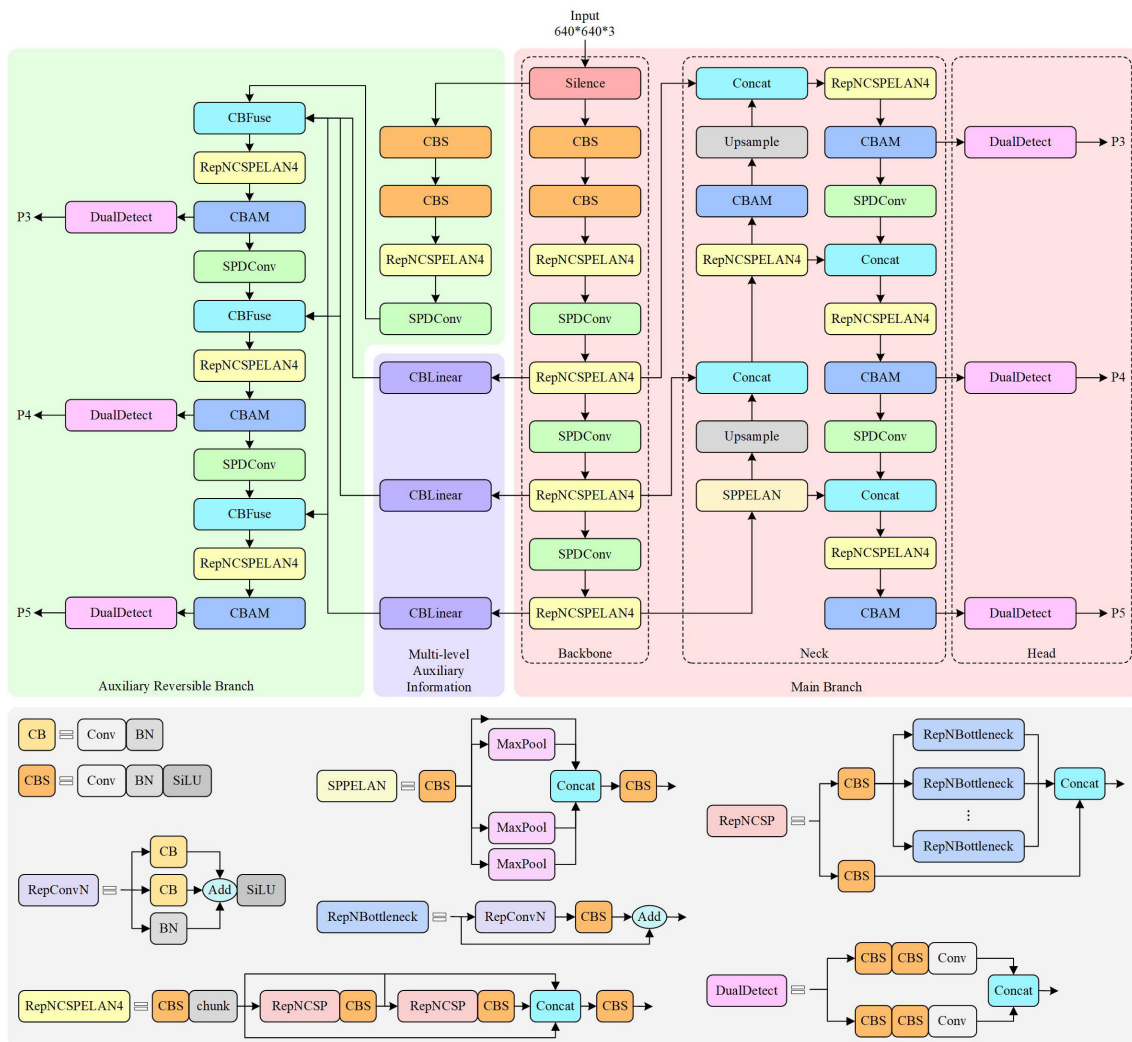 Input
640*640*3
Silence
CBS
CBS
RepNCSPELAN4
SPDConv
RepNCSPELAN4
SPDConv
RepNCSPELAN4
SPDConv
RepNCSPELAN4
Backbone
CBS
CBS
RepNCSPELAN4
SPDConv
CBFuse
RepNCSPELAN4
CBAM
DualDetect
P3
SPDConv
CBFuse
RepNCSPELAN4
CBAM
DualDetect
P4
SPDConv
CBFuse
RepNCSPELAN4
CBAM
DualDetect
P5
Auxiliary Reversible Branch
CBLinear
CBLinear
CBLinear
Multi-level
Auxiliary
Information
Concat
Upsample
CBAM
RepNCSPELAN4
Concat
Upsample
SPPELAN
RepNCSPELAN4
CBAM
SPDConv
Concat
RepNCSPELAN4
CBAM
SPDConv
Concat
RepNCSPELAN4
CBAM
Neck
DualDetect
P3
DualDetect
P4
DualDetect
P5
Head
Main Branch
CB = Conv BN
CBS = Conv BN SiLU
RepConvN =
CB
CB
BN
Add SiLU
SPPELAN = CBS
MaxPool
MaxPool
MaxPool
Concat CBS
RepNBottleneck = RepConvN CBS Add
RepNCSP =
CBS
RepNBottleneck
RepNBottleneck
⋮
RepNBottleneck
CBS
Concat
RepNCSPELAN4 = CBS chunk RepNCSP CBS RepNCSP CBS Concat CBS
DualDetect =
CBS CBS Conv
CBS CBS Conv
Concat